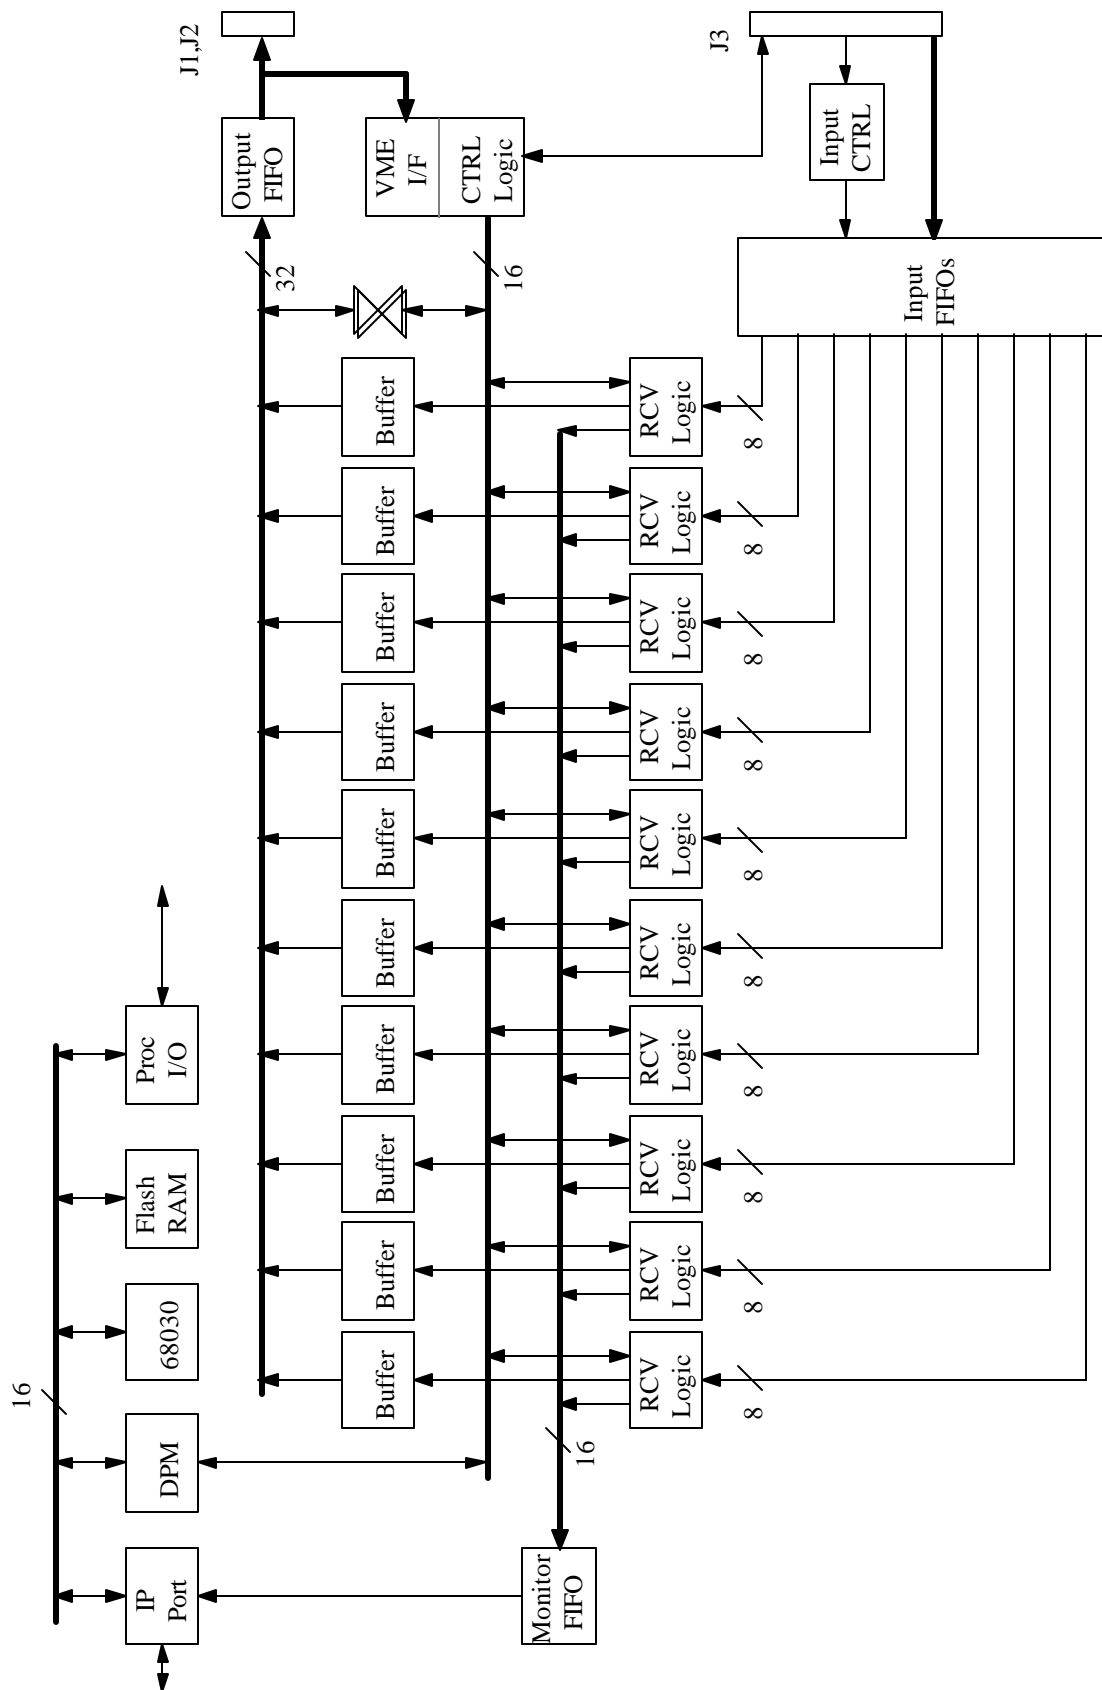 J1,J2
J3
Output
FIFO
VME
I/F
CTRL
Logic
Input
CTRL
32
16
Input
FIFOs
Buffer
RCV
Logic
8
Buffer
RCV
Logic
8
Buffer
RCV
Logic
8
Buffer
RCV
Logic
8
Buffer
RCV
Logic
8
Buffer
RCV
Logic
8
Proc
I/O
Buffer
RCV
Logic
8
Flash
RAM
Buffer
RCV
Logic
8
68030
Buffer
RCV
Logic
8
16
Buffer
RCV
Logic
8
DPM
16
IP
Port
Monitor
FIFO